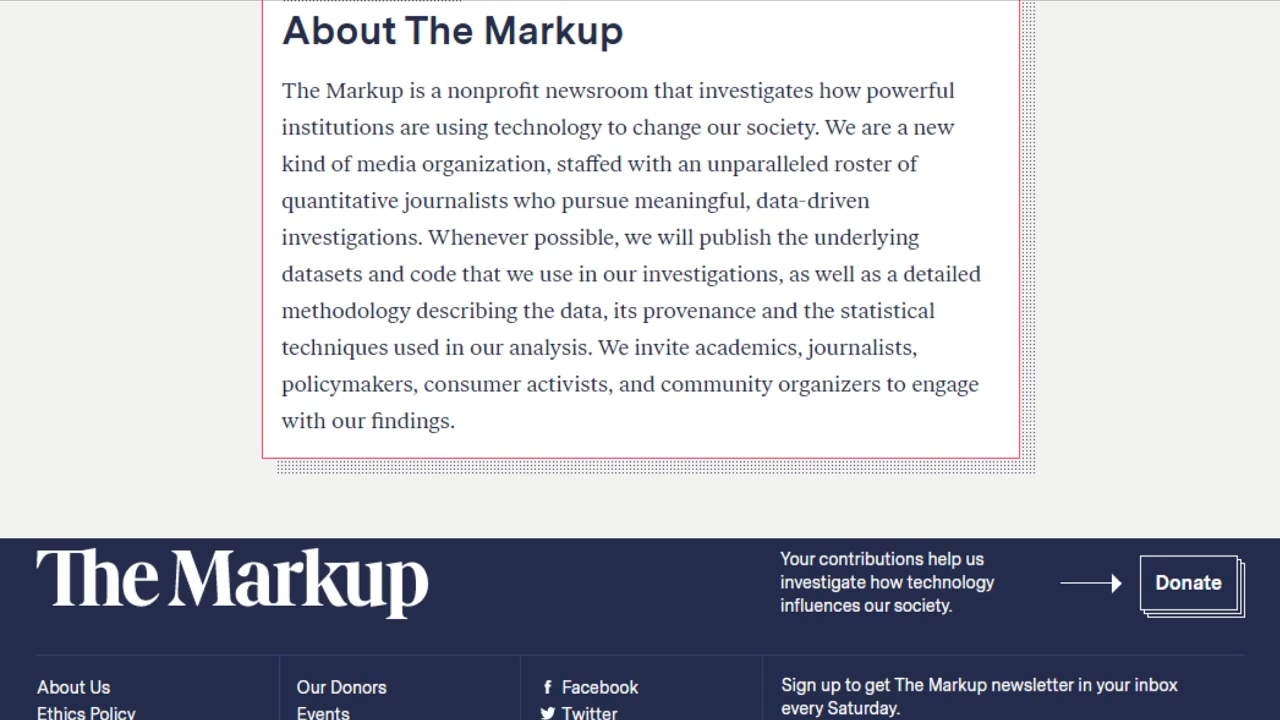 About The Markup
The Markup is a nonprofit newsroom that investigates how powerful
institutions are using technology to change our society. We are a new
kind of media organization, staffed with an unparalleled roster of
quantitative journalists who pursue meaningful, data-driven
investigations. Whenever possible, we will publish the underlying
datasets and code that we use in our investigations, as well as a detailed
methodology describing the data, its provenance and the statistical
techniques used in our analysis. We invite academics, journalists,
policymakers, consumer activists, and community organizers to engage
with our findings.
The Markup
Your contributions help us
investigate how technology
influences our society.
Donate
About Us
Ethics Policy
Our Donors
Events
Facebook
Twitter
Sign up to get The Markup newsletter in your inbox
every Saturday.